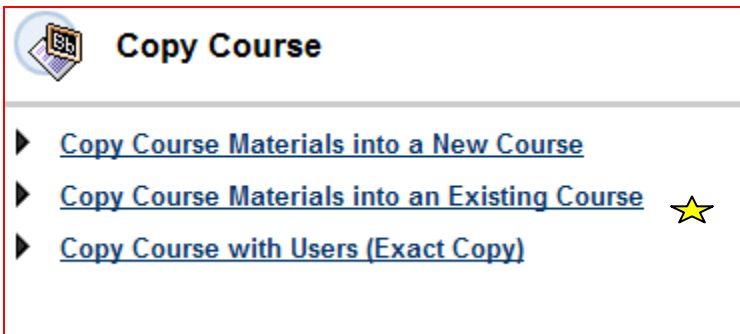 Bb
Copy Course
Copy Course Materials into a New Course
Copy Course Materials into an Existing Course
Copy Course with Users (Exact Copy)